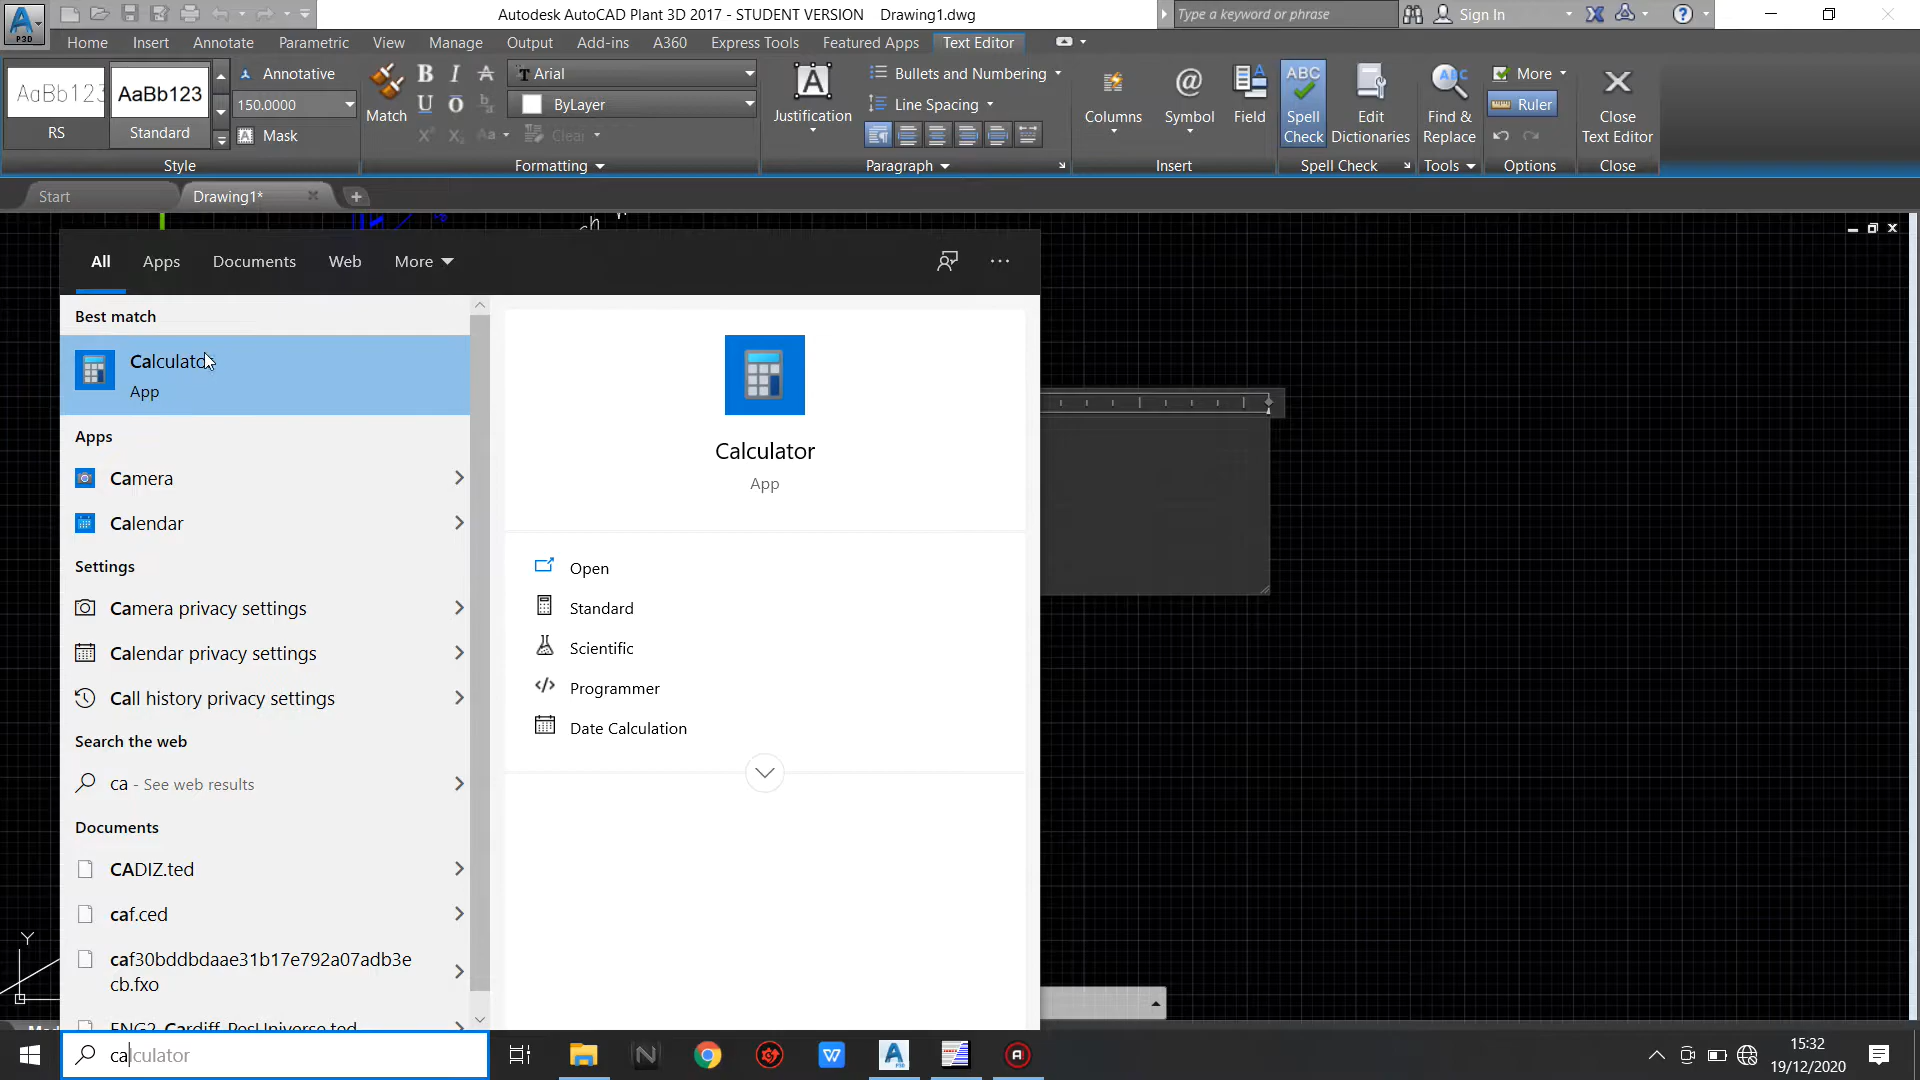 Autodesk AutoCAD Plant 3D 2017 - STUDENT VERSION Drawing1.dwg
Type a keyword or phrase
Sign In
P3D
Home Insert Annotate Parametric View Manage Output Add-ins A360 Express Tools Featured Apps Text Editor
AaBb123
RS
AaBb123
Standard
Annotative
150.0000
Mask
Style
Match
Arial
ByLayer
Clear
Formatting
Justification
Bullets and Numbering
Line Spacing
Paragraph
Columns
Symbol
Field
Insert
ABC
Spell
Check
Edit
Dictionaries
Spell Check
ABC
Find &
Replace
Tools
More
Ruler
Options
Close
Text Editor
Close
Start
Drawing1*
All Apps Documents Web More
Best match
Calculator
App
Apps
Camera
Calendar
Settings
Camera privacy settings
Calendar privacy settings
Call history privacy settings
Search the web
ca - See web results
Documents
CADIZ.ted
caf.ced
caf30bddbdaae31b17e792a07adb3e
cb.fxo
ENG2_Cardiff_PosUniverse.ted
Calculator
App
Open
Standard
Scientific
Programmer
Date Calculation
Y
calculator
15:32
19/12/2020